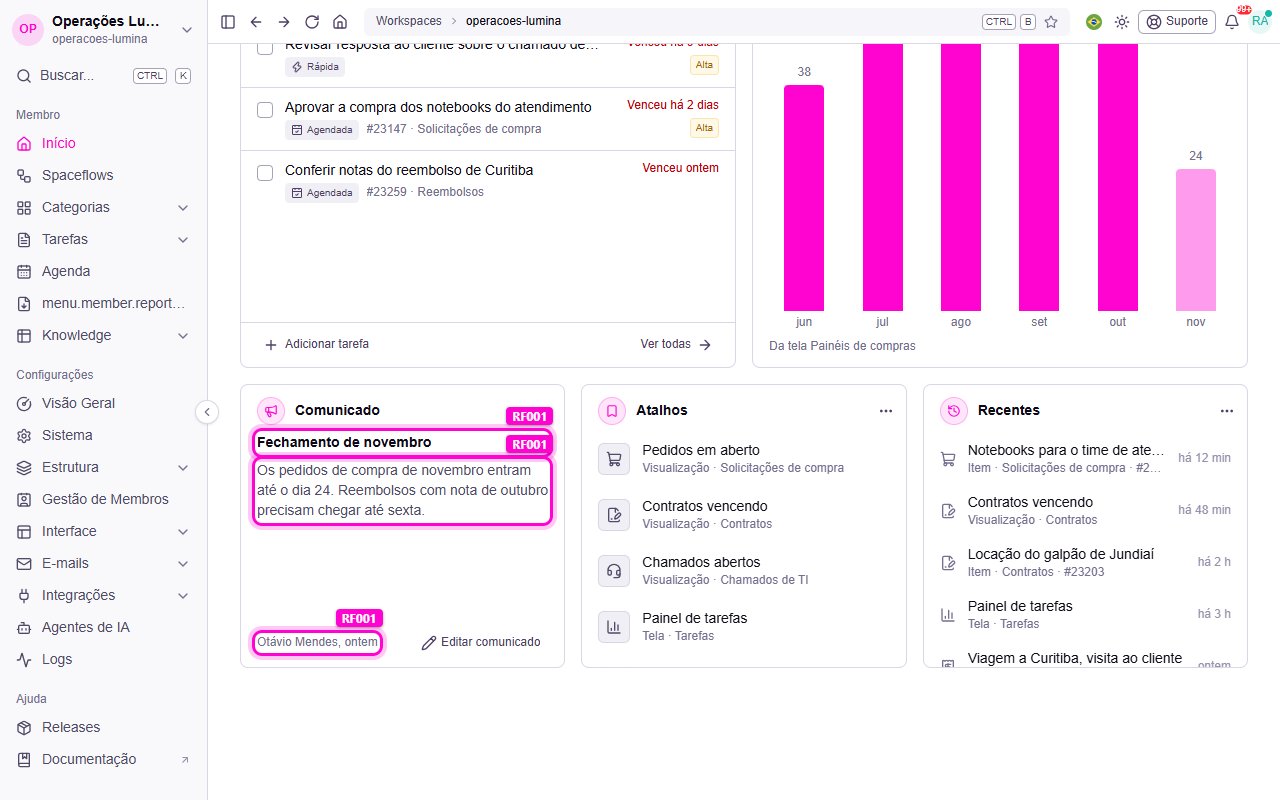 OP
Operações Lu...
operacoes-lumina
Buscar...
CTRL
K
Membro
Início
Spaceflows
Categorias
Tarefas
Agenda
menu.member.report...
Knowledge
Configurações
Visão Geral
Sistema
Estrutura
Gestão de Membros
Interface
E-mails
Integrações
Agentes de IA
Logs
Ajuda
Releases
Documentação
Workspaces
operacoes-lumina
CTRL
B
Suporte
99+
RA
Revisar resposta ao cliente sobre o chamado de...
Rápida
Alta
Aprovar a compra dos notebooks do atendimento
Venceu há 2 dias
Agendada
#23147 · Solicitações de compra
Alta
Conferir notas do reembolso de Curitiba
Venceu ontem
Agendada
#23259 · Reembolsos
Adicionar tarefa
Ver todas
38
24
jun
jul
ago
set
out
nov
Da tela Painéis de compras
Comunicado
RF001
Fechamento de novembro
RF001
Os pedidos de compra de novembro entram
até o dia 24. Reembolsos com nota de outubro
precisam chegar até sexta.
RF001
Otávio Mendes, ontem
Editar comunicado
Atalhos
Pedidos em aberto
Visualização · Solicitações de compra
Contratos vencendo
Visualização · Contratos
Chamados abertos
Visualização · Chamados de TI
Painel de tarefas
Tela · Tarefas
Recentes
Notebooks para o time de ate...
Item · Solicitações de compra · #2...
há 12 min
Contratos vencendo
Visualização · Contratos
há 48 min
Locação do galpão de Jundiaí
Item · Contratos · #23203
há 2 h
Painel de tarefas
Tela · Tarefas
há 3 h
Viagem a Curitiba, visita ao cliente
ontem